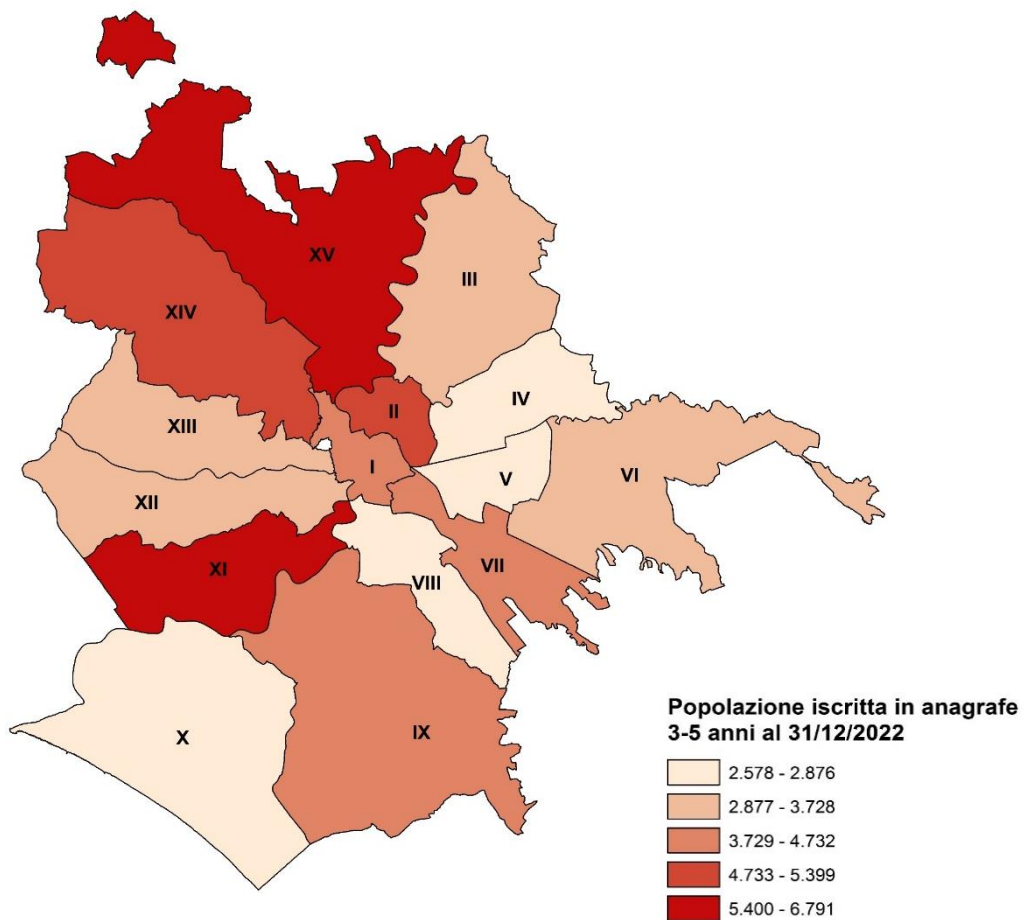 XV
III
XIV
II
IV
XIII
I
V
VI
XII
XI
VII
VIII
X
IX
Popolazione iscritta in anagrafe
3-5 anni al 31/12/2022
2.578 - 2.876
2.877 - 3.728
3.729 - 4.732
4.733 - 5.399
5.400 - 6.791